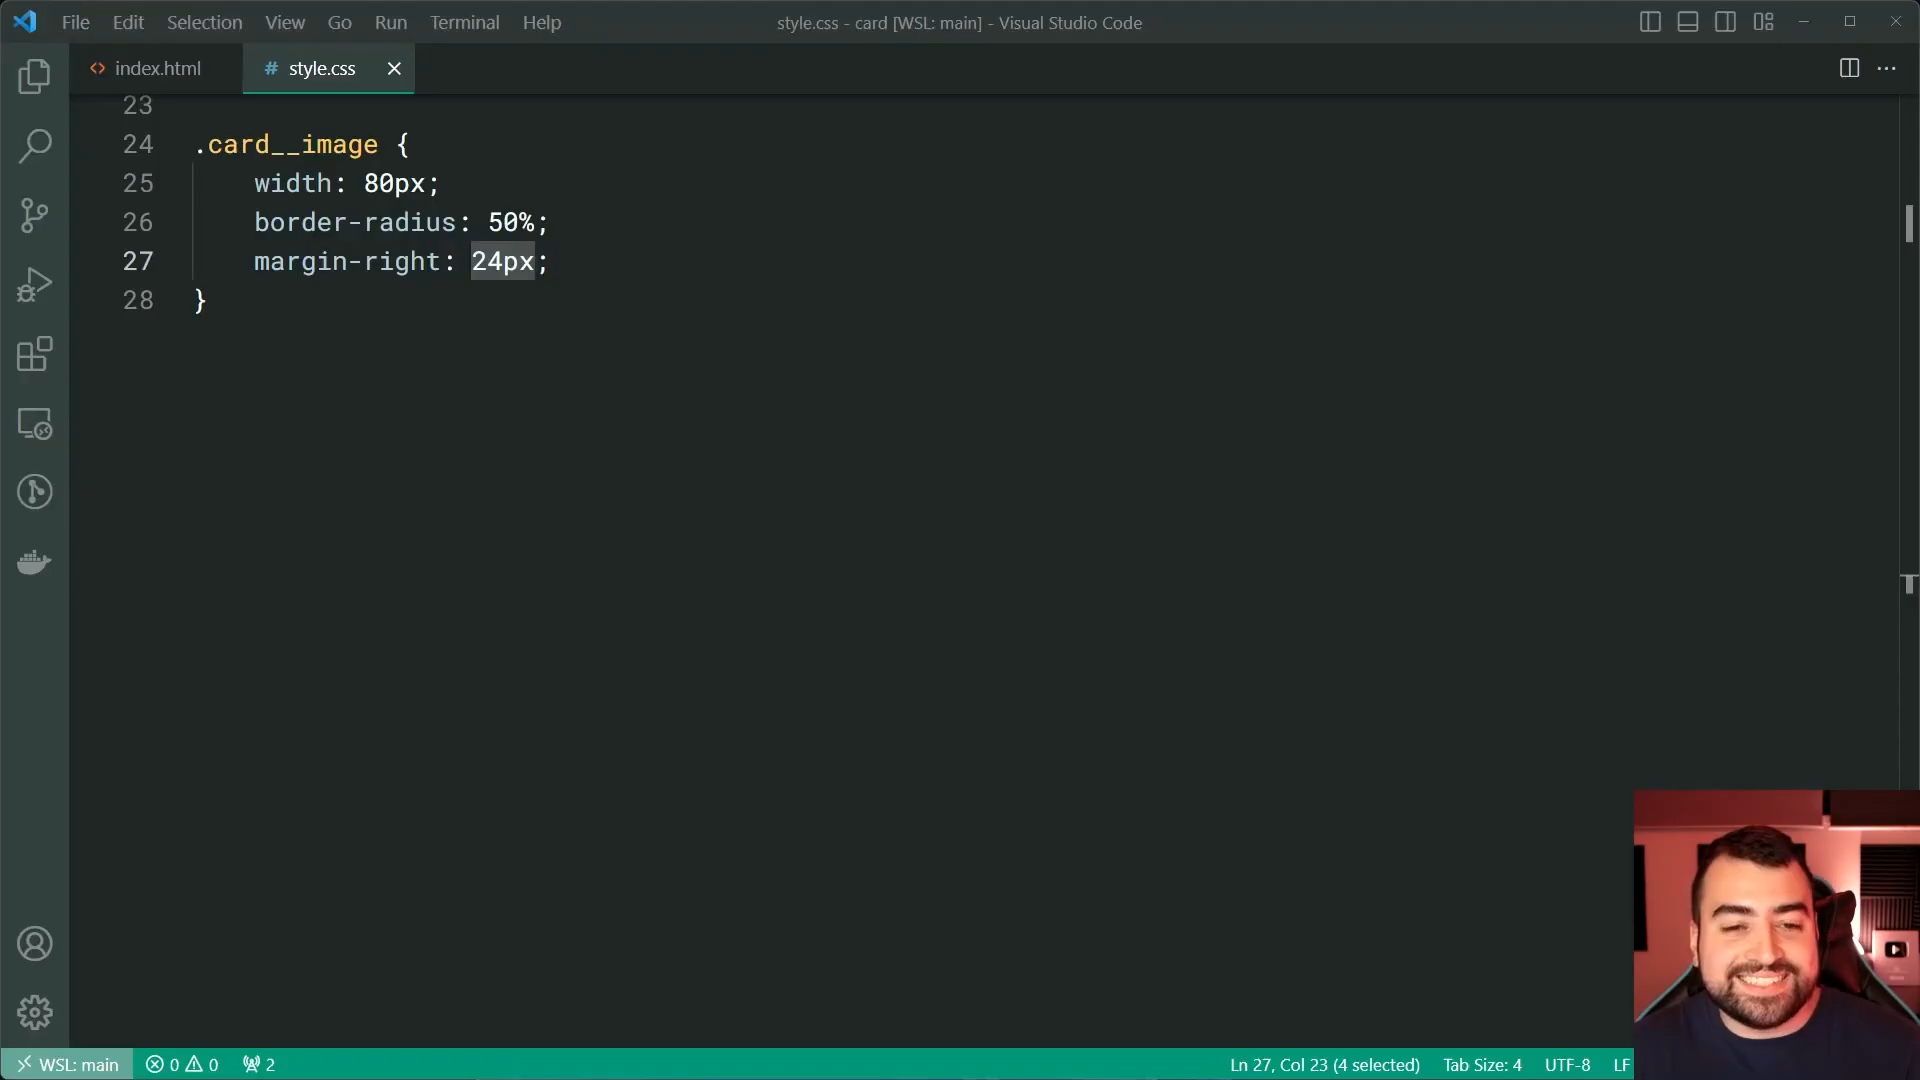 File Edit Selection View Go Run Terminal Help
style.css - card [WSL: main] - Visual Studio Code
index.html
# style.css
23
24 .card__image {
25 width: 80px;
26 border-radius: 50%;
27 margin-right: 24px;
28 }
WSL: main 0 0 2
Ln 27, Col 23 (4 selected) Tab Size: 4 UTF-8 LF